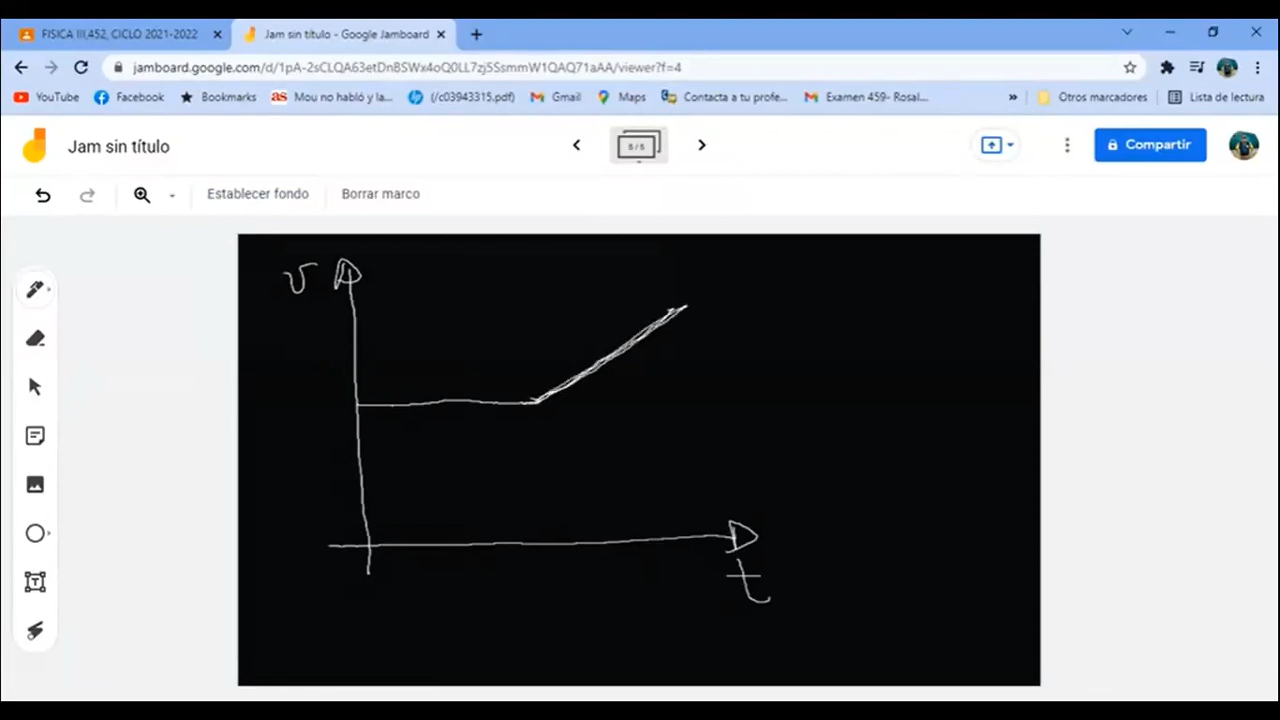 FISICA III,452, CICLO 2021-2022
Jam sin título - Google Jamboard
jamboard.google.com/d/1pA-2sCLQA63etDnBSWx4oQ0LL7zj5SsmmW1QAQ71aAA/viewer?f=4
YouTube
Facebook
Bookmarks
as Mou no habló y la...
(/c03943315.pdf)
Gmail
Maps
Contacta a tu profe...
Examen 459- Rosal...
»
Otros marcadores
Lista de lectura
Jam sin título
5 / 5
Compartir
Establecer fondo
Borrar marco
v
t